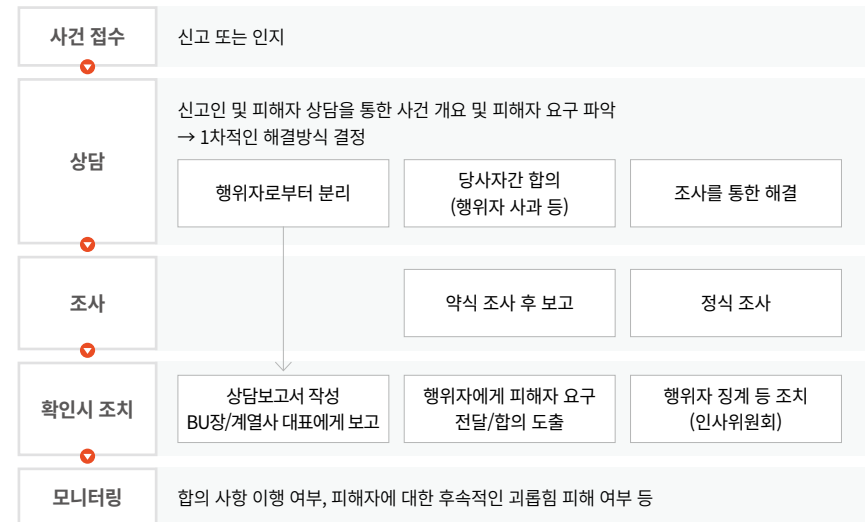 사건 접수
신고 또는 인지
상담
신고인 및 피해자 상담을 통한 사건 개요 및 피해자 요구 파악
→ 1차적인 해결방식 결정
행위자로부터 분리
당사자간 합의
(행위자 사과 등)
조사를 통한 해결
조사
약식 조사 후 보고
정식 조사
확인시 조치
상담보고서 작성
BU장/계열사 대표에게 보고
행위자에게 피해자 요구
전달/합의 도출
행위자 징계 등 조치
(인사위원회)
모니터링
합의 사항 이행 여부, 피해자에 대한 후속적인 괴롭힘 피해 여부 등